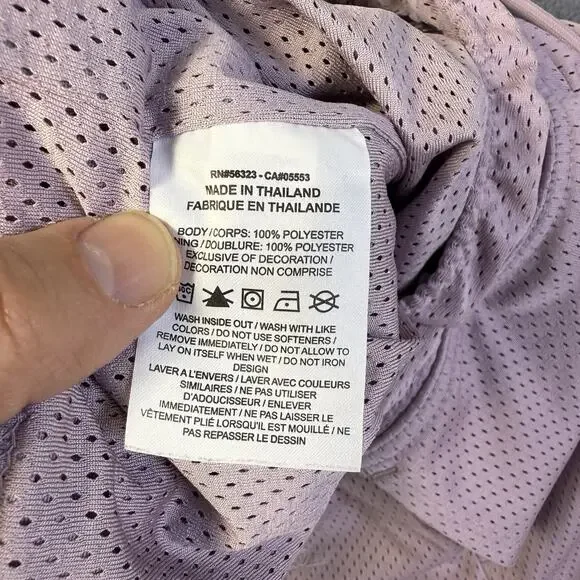 RN#56323 - CA#05553
MADE IN THAILAND
FABRIQUE EN THAILANDE
BODY / CORPS: 100% POLYESTER
/ DOUBLURE: 100% POLYESTER
EXCLUSIVE OF DECORATION /
DECORATION NON COMPRISE
WASH INSIDE OUT / WASH WITH LIKE
COLORS / DO NOT USE SOFTENERS /
REMOVE IMMEDIATELY / DO NOT ALLOW TO
LAY ON ITSELF WHEN WET / DO NOT IRON
DESIGN
LAVER A L'ENVERS / LAVER AVEC COULEURS
SIMILAIRES / NE PAS UTILISER
D'ADOUCISSEUR / ENLEVER
IMMÉDIATEMENT / NE PAS LAISSER LE
VÊTEMENT PLIÉ LORSQU'IL EST MOUILLÉ / NE
PAS REPASSER LE DESSIN